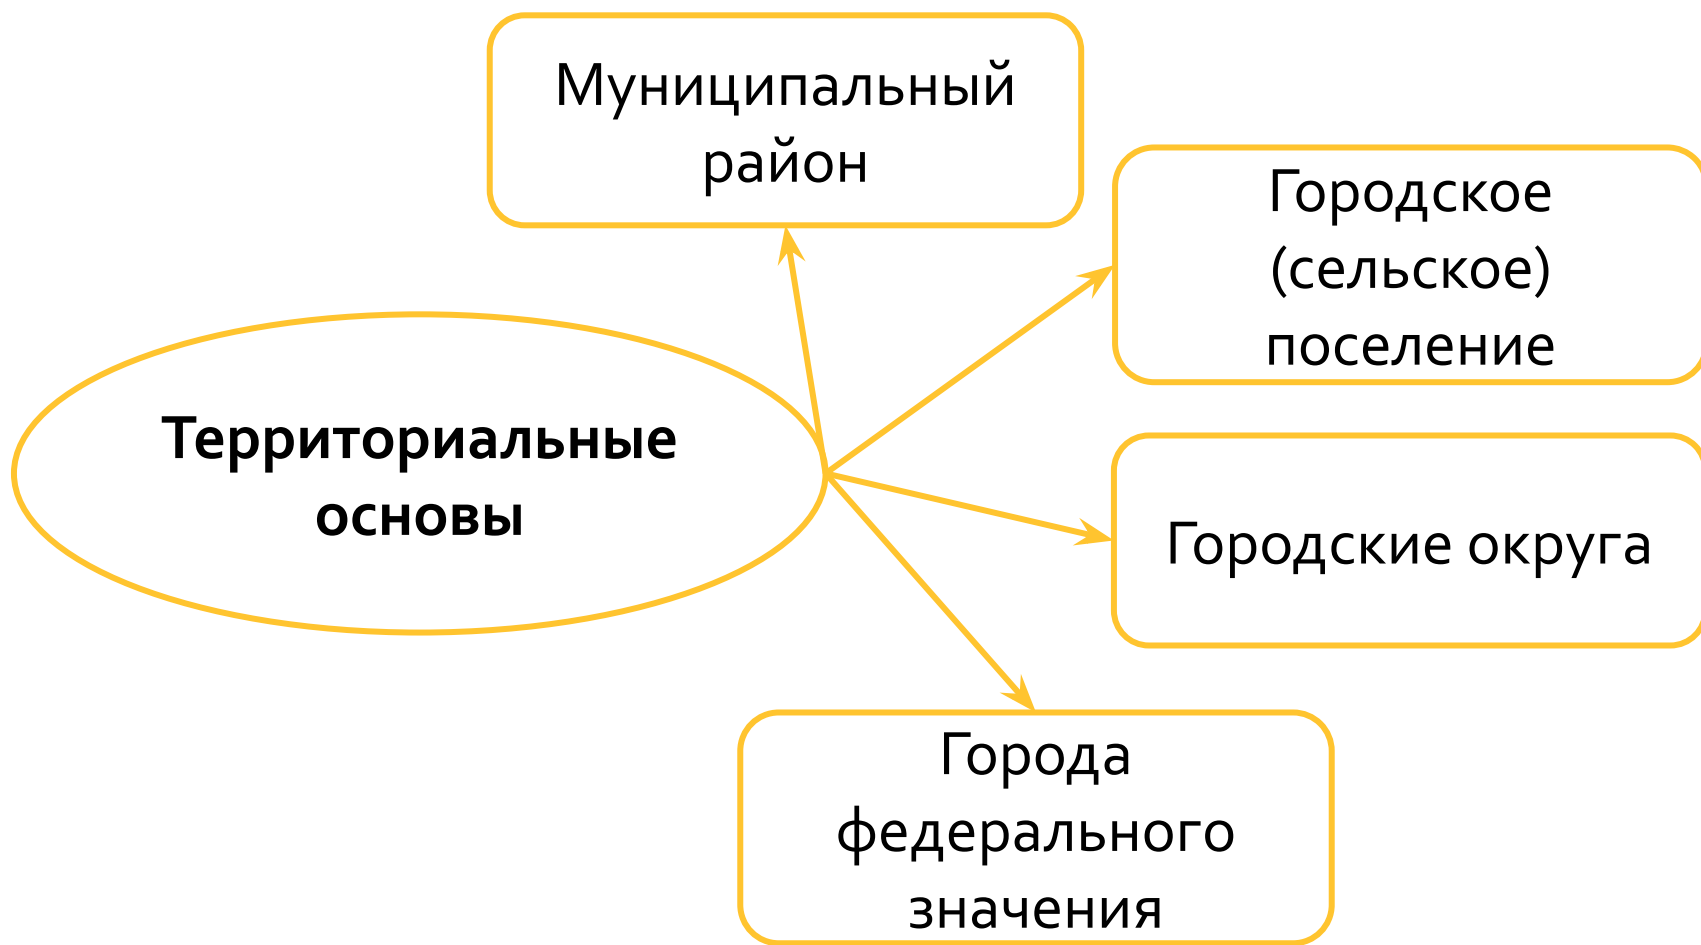 Муниципальный
район
Городское
(сельское)
поселение
Территориальные
основы
Городские округа
Города
федерального
значения